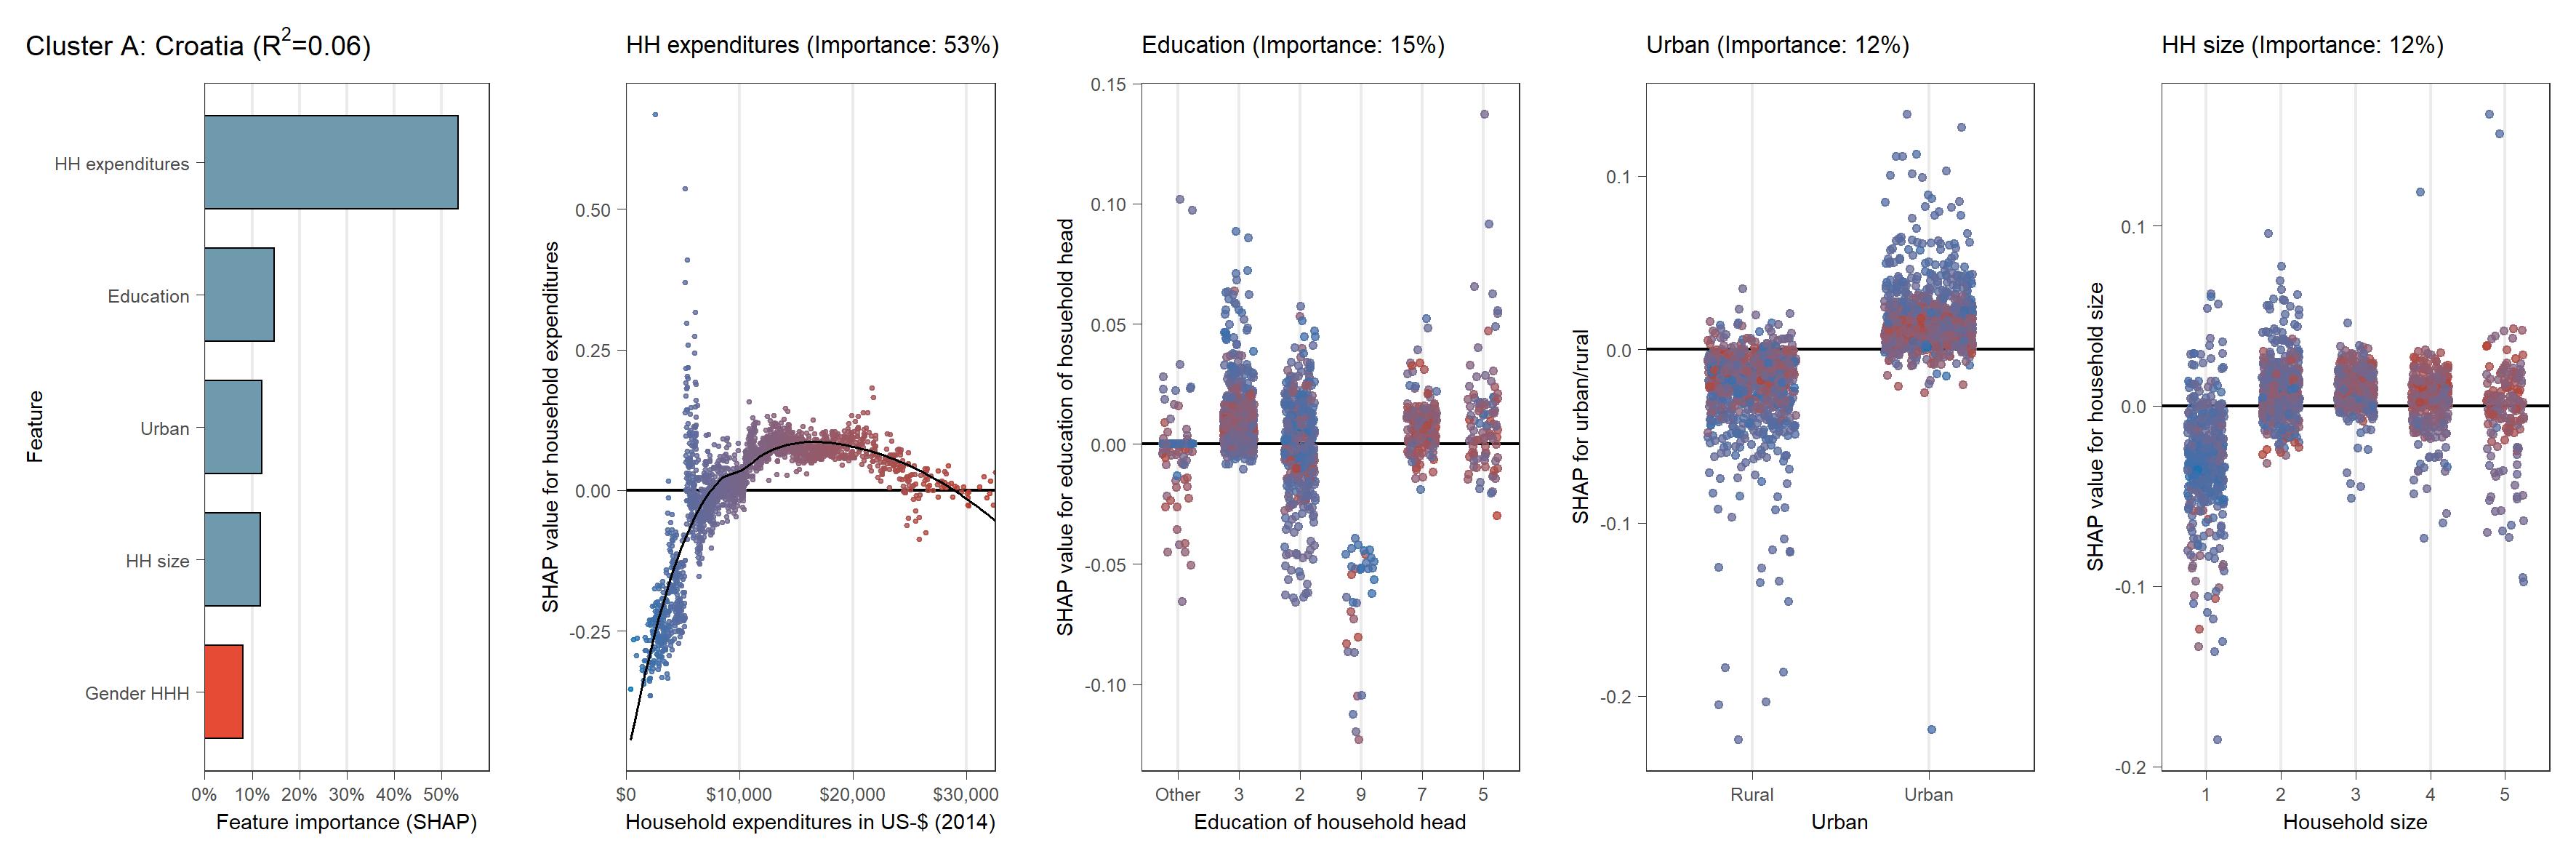 Cluster A: Croatia (R²=0.06)
Feature
HH expenditures
Education
Urban
HH size
Gender HHH
0% 10% 20% 30% 40% 50%
Feature importance (SHAP)
HH expenditures (Importance: 53%)
SHAP value for household expenditures
0.50
0.25
0.00
-0.25
$0 $10,000 $20,000 $30,000
Household expenditures in US-$ (2014)
Education (Importance: 15%)
SHAP value for education of household head
0.15
0.10
0.05
0.00
-0.05
-0.10
Other 3 2 9 7 5
Education of household head
Urban (Importance: 12%)
SHAP for urban/rural
0.1
0.0
-0.1
-0.2
Rural Urban
Urban
HH size (Importance: 12%)
SHAP value for household size
0.1
0.0
-0.1
-0.2
1 2 3 4 5
Household size